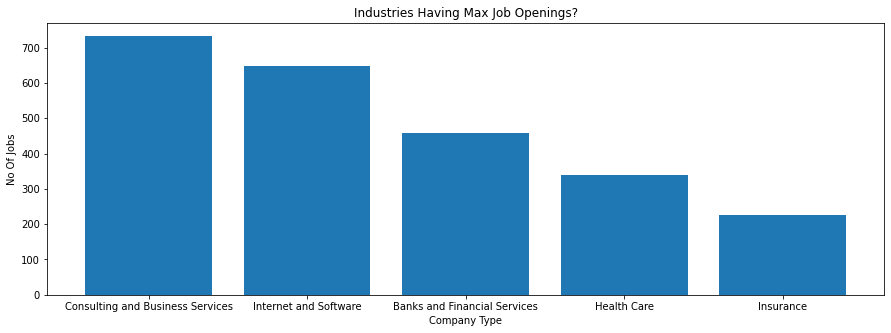 Industries Having Max Job Openings?
700
600
500
400
300
200
100
0
No Of Jobs
Consulting and Business Services
Internet and Software
Banks and Financial Services
Health Care
Insurance
Company Type